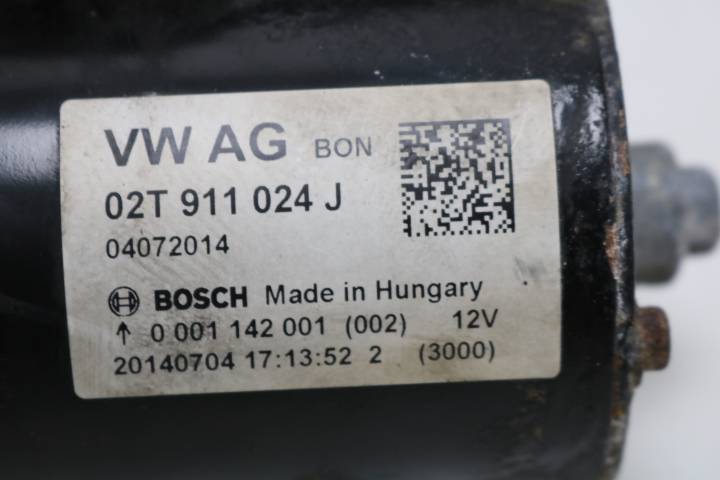 VW AG BON
02T 911 024 J
04072014
BOSCH Made in Hungary
↑ 0 001 142 001 (002) 12V
20140704 17:13:52 2 (3000)